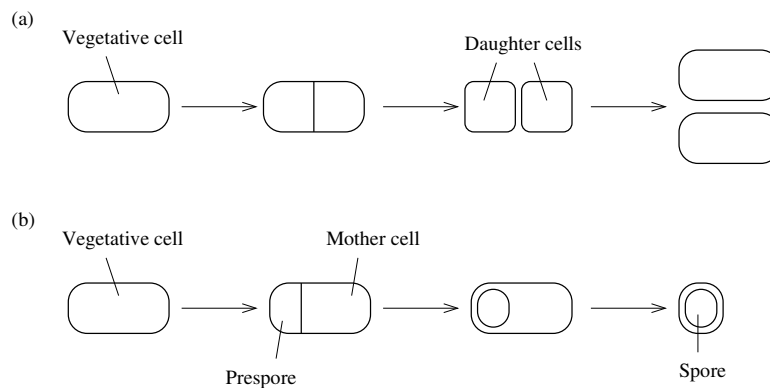 (a)
Vegetative cell
Daughter cells
(b)
Vegetative cell
Mother cell
Prespore
Spore